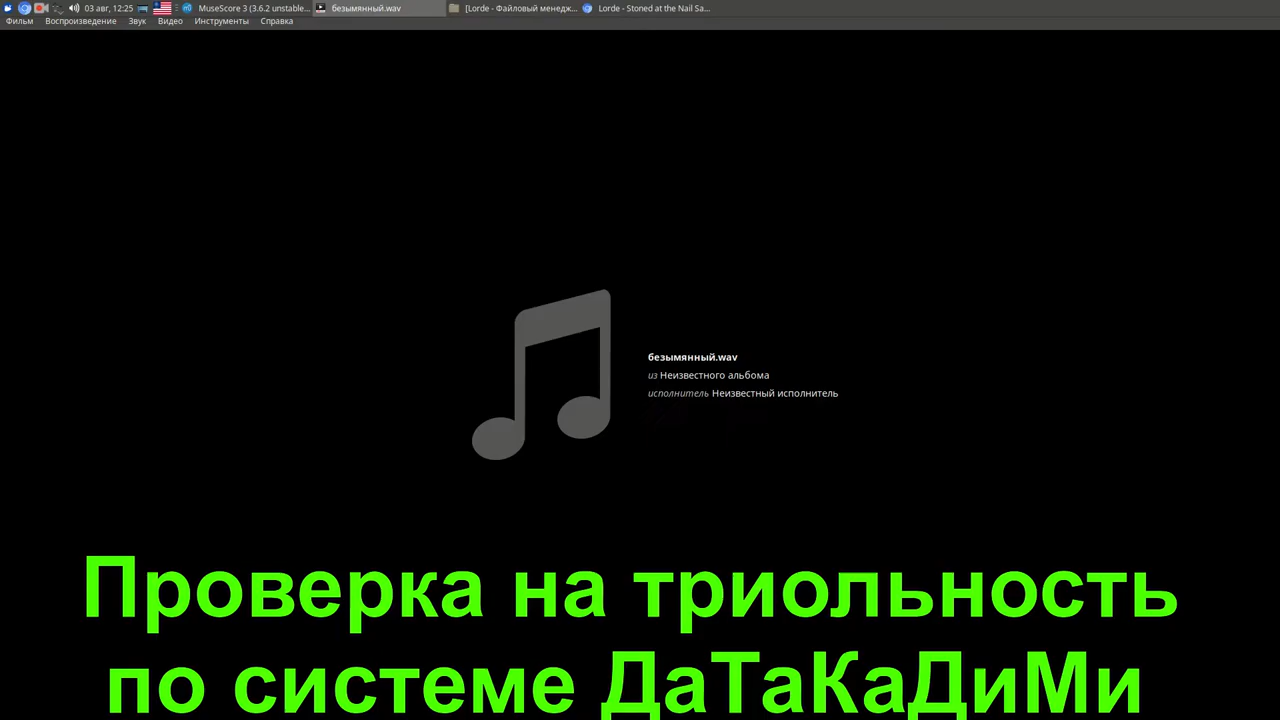 03 авг, 12:25 MuseScore 3 (3.6.2 unstable... безымянный.wav [Lorde - Файловый менедж... Lorde - Stoned at the Nail Sa...
Фильм Воспроизведение Звук Видео Инструменты Справка
безымянный.wav
из Неизвестного альбома
исполнитель Неизвестный исполнитель
Проверка на триольность
по системе ДаТаКаДиМи